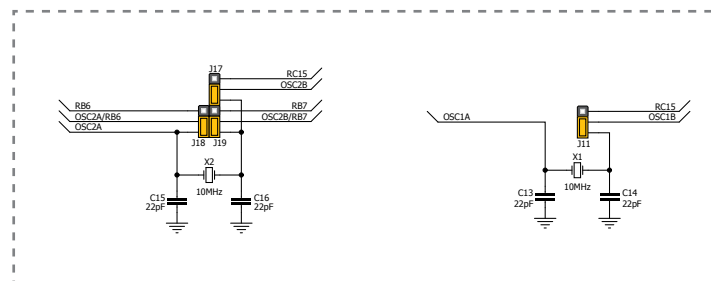 J17
RC15
OSC2B
RB6
RB7
OSC2A/RB6
OSC2B/RB7
OSC2A
J18
J19
X2
10MHz
C15
22pF
C16
22pF
RC15
OSC1A
OSC1B
J11
X1
10MHz
C13
22pF
C14
22pF